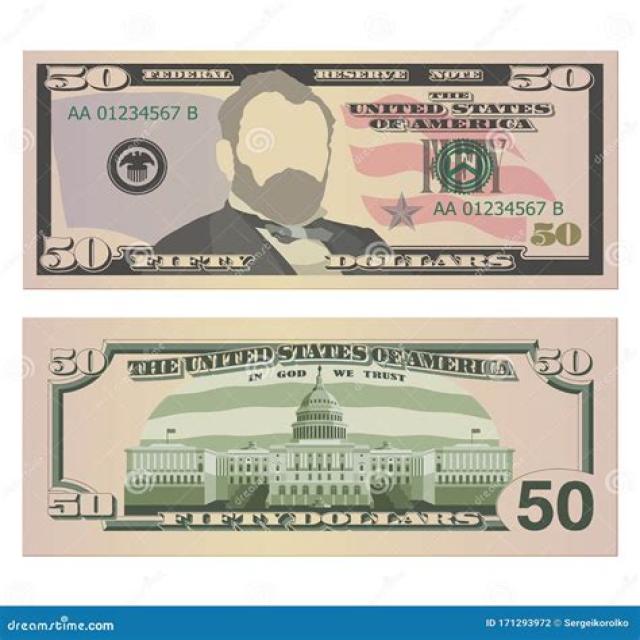 50 FEDERAL RESERVE NOTE 50
THE
UNITED STATES
OF AMERICA
AA 01234567 B
AA 01234567 B
50
50 FIFTY DOLLARS
50 THE UNITED STATES OF AMERICA 50
IN GOD WE TRUST
50 FIFTY DOLLARS 50
dreamstime.com
ID 171293972 © Sergeikorolko